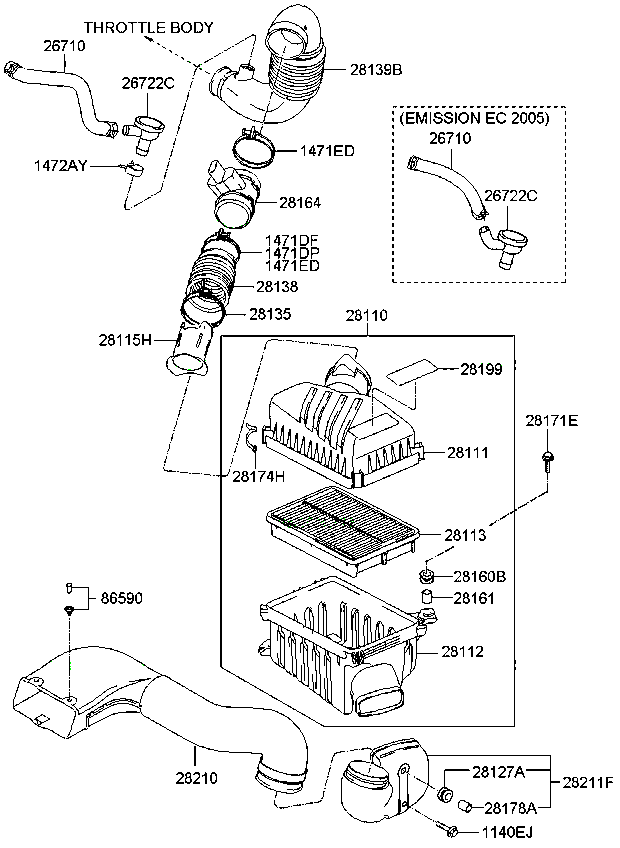 THROTTLE BODY
26710
28139B
26722C
(EMISSION EC 2005)
26710
1471ED
1472AY
26722C
28164
1471DF
1471DP
1471ED
28138
28135
28110
28115H
28199
28171E
28111
28174H
28113
28160B
86590
28161
28112
28210
28127A
28211F
28178A
1140EJ